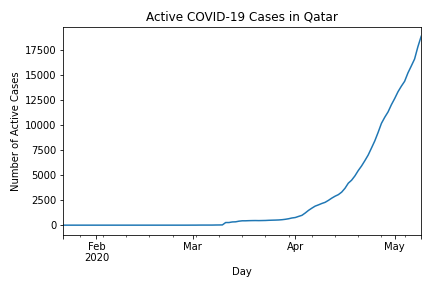 Active COVID-19 Cases in Qatar
Number of Active Cases
17500
15000
12500
10000
7500
5000
2500
0
Feb
2020
Mar
Apr
May
Day